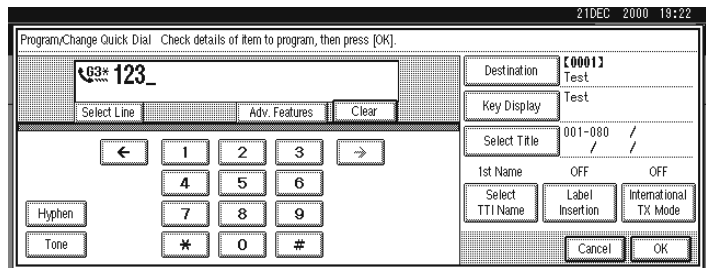 21DEC 2000 19:22
Program/Change Quick Dial Check details of item to program, then press [OK].
G3* 123_
Select Line Adv. Features Clear
← 1 2 3 →
4 5 6
Hyphen 7 8 9
Tone * 0 #
Destination 【0001】
Test
Key Display Test
Select Title 001-080 /
/ /
1st Name OFF OFF
Select TTI Name
Label Insertion
International TX Mode
Cancel OK